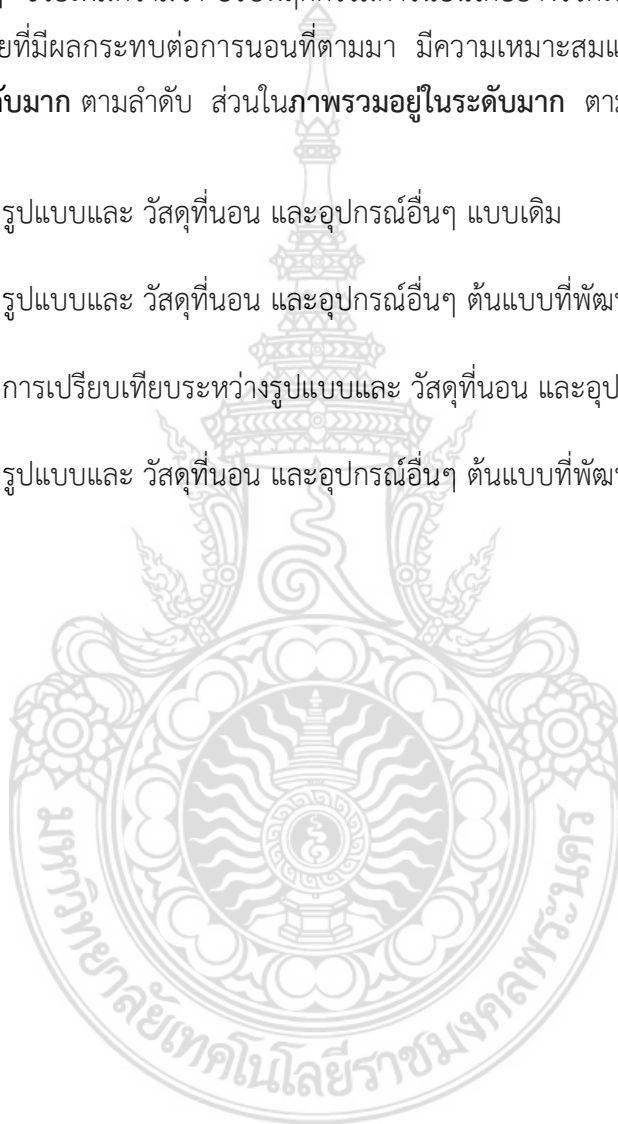 ยที่มีผลกระทบต่อการนอนที่ตามมา มีความเหมาะสมแ
ดับมาก ตามลำดับ ส่วนในภาพรวมอยู่ในระดับมาก ตาม
รูปแบบและ วัสดุที่นอน และอุปกรณ์อื่นๆ แบบเดิม
รูปแบบและ วัสดุที่นอน และอุปกรณ์อื่นๆ ต้นแบบที่พัฒ
การเปรียบเทียบระหว่างรูปแบบและ วัสดุที่นอน และอุป
รูปแบบและ วัสดุที่นอน และอุปกรณ์อื่นๆ ต้นแบบที่พัฒ
มหาวิทยาลัยเทคโนโลยีราชมงคลพระนคร